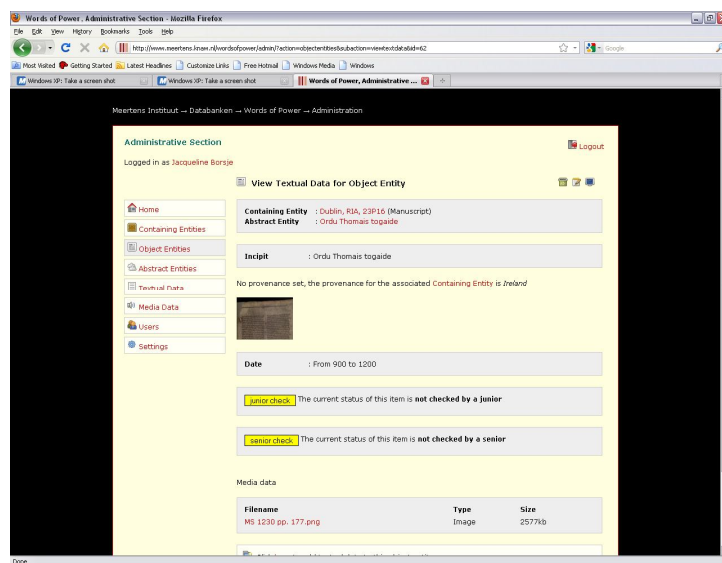 Words of Power, Administrative Section - Mozilla Firefox
File Edit View History Bookmarks Tools Help
http://www.meertens.knaw.nl/wordsofpower/admin/?action=objectentities&subaction=viewtextdata&id=62
Google
Most Visited Getting Started Latest Headlines Customize Links Free Hotmail Windows Media Windows
Windows XP: Take a screen shot Windows XP: Take a screen shot Words of Power, Administrative ...
Meertens Instituut → Databanken → Words of Power → Administration
Administrative Section
Logout
Logged in as Jacqueline Borsje
View Textual Data for Object Entity
Home
Containing Entities
Object Entities
Abstract Entities
Textual Data
Media Data
Users
Settings
Containing Entity : Dublin, RIA, 23P16 (Manuscript)
Abstract Entity : Ordu Thomais togaide
Incipit : Ordu Thomais togaide
No provenance set, the provenance for the associated Containing Entity is Ireland
Date : From 900 to 1200
junior check The current status of this item is not checked by a junior
senior check The current status of this item is not checked by a senior
Media data
Filename Type Size
MS 1230 pp. 177.png Image 2577kb
Done